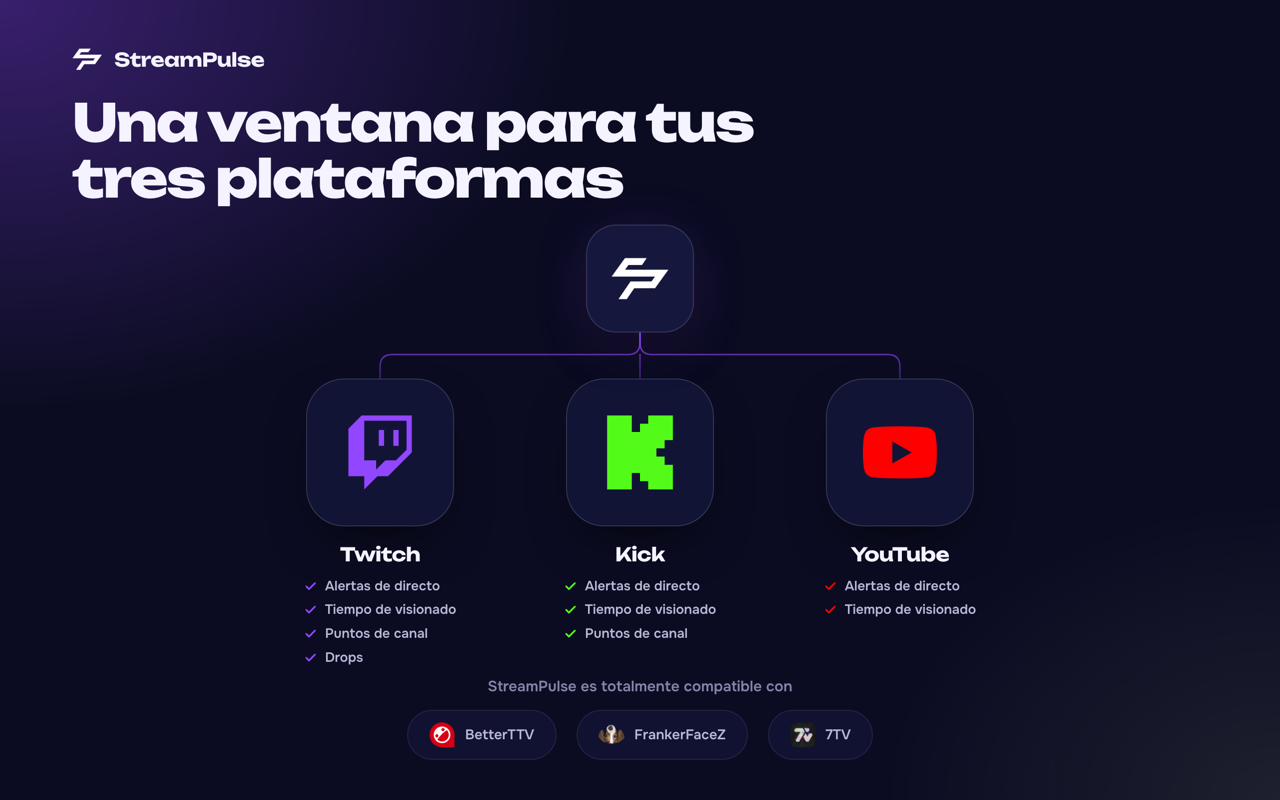 StreamPulse
Una ventana para tus
tres plataformas
Twitch
Alertas de directo
Tiempo de visionado
Puntos de canal
Drops
Kick
Alertas de directo
Tiempo de visionado
Puntos de canal
YouTube
Alertas de directo
Tiempo de visionado
StreamPulse es totalmente compatible con
BetterTTV
FrankerFaceZ
7TV